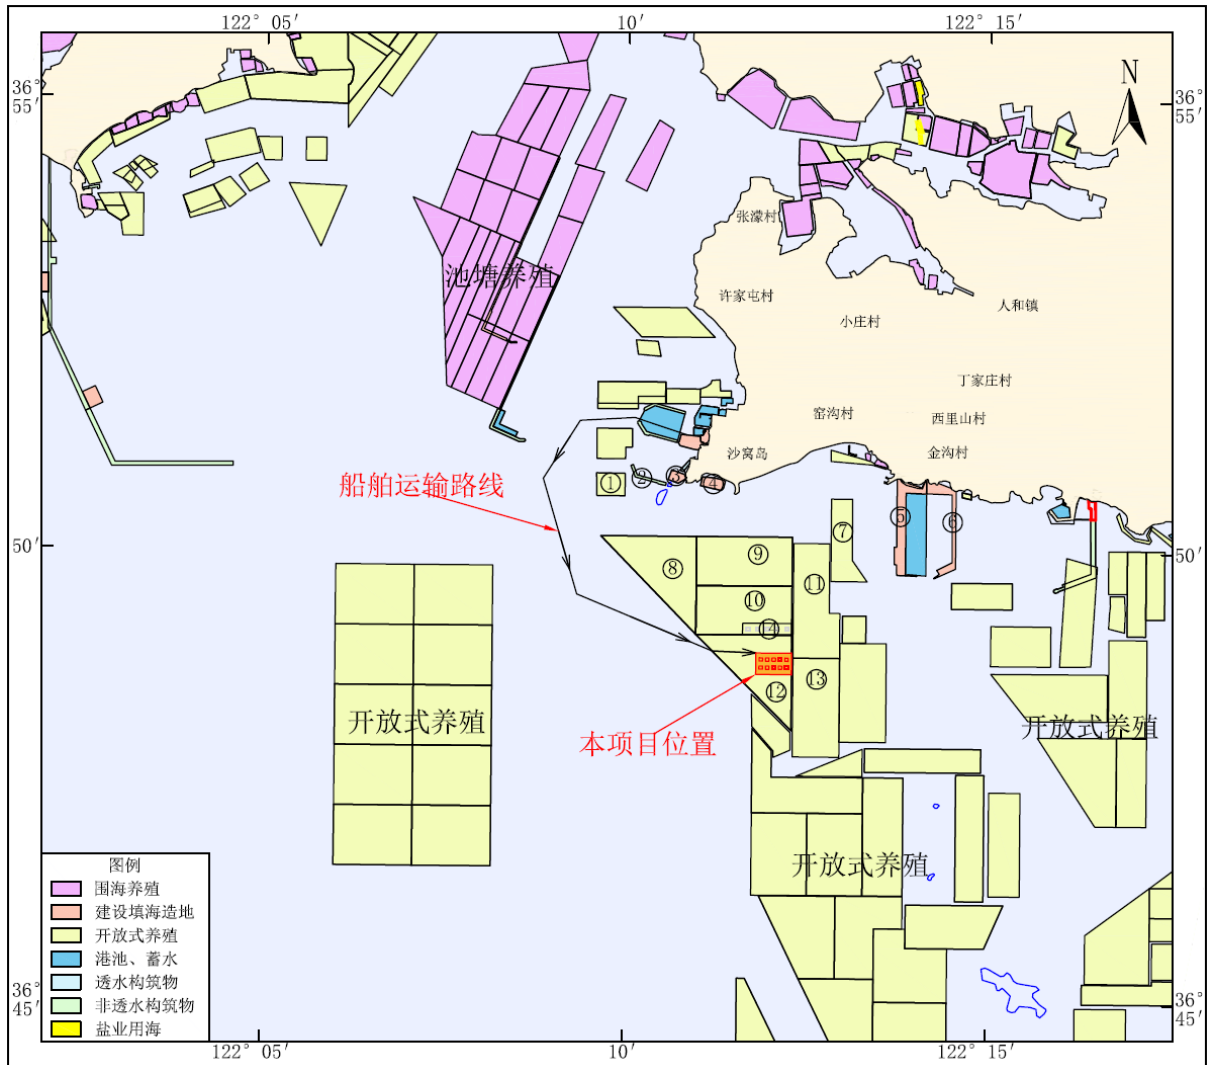 122° 05′
10′
122° 15′
36°
55′
36°
55′
N
张濛村
池塘养殖
许家屯村
人和镇
小庄村
丁家庄村
窑沟村
西里山村
沙窝岛
金沟村
船舶运输路线
①
②
③
④
⑤
⑥
⑦
50′
50′
⑧
⑨
⑩
⑪
⑭
⑫
⑬
开放式养殖
本项目位置
开放式养殖
开放式养殖
图例
围海养殖
建设填海造地
开放式养殖
港池、蓄水
透水构筑物
非透水构筑物
盐业用海
36°
45′
36°
45′
122° 05′
10′
122° 15′